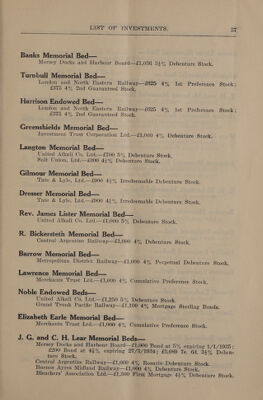 LIST OF INVESTMENTS. 37
Banks Memorial Bed—
Mersey Docks and Harbour Board—£1,036 3½% Debenture Stock.
Turnbull Memorial Bed—
London and North Eastern Railway—£625 4% 1st Preference Stock;
£375 4% 2nd Guaranteed Stock.
Harrison Endowed Bed—
London and North Eastern Railway—£625 4% 1st Preference Stock;
£375 4% 2nd Guaranteed Stock.
Greenshields Memorial Bed—
Investment Trust Corporation Ltd.—£1,000 4% Debenture Stock.
Langton Memorial Bed—
United Alkali Co. Ltd.—£700 5% Debenture Stock.
Salt Union, Ltd.—£300 4½% Debenture Stock.
Gilmour Memorial Bed—
Tate & Lyle, Ltd.—£900 4½% Irredeemable Debenture Stock.
Dresser Memorial Bed—
Tate & Lyle, Ltd.—£900 4½% Irredeemable Debenture Stock.
Rev. James Lister Memorial Bed—
United Alkali Co. Ltd.—£1,000 5% Debenture Stock.
R. Bickersteth Memorial Bed—
Central Argentine Railway—£1,000 4% Debenture Stock.
Barrow Memorial Bed—
Metropolitan District Railway—£1,000 4% Perpetual Debenture Stock.
Lawrence Memorial Bed—
Merchants Trust Ltd.—£1,000 4% Cumulative Preference Stock.
Noble Endowed Beds—
United Alkali Co. Ltd.—£1,250 5% Debenture Stock.
Grand Trunk Pacific Railway—£1,100 4% Mortgage Sterling Bonds.
Elizabeth Earle Memorial Bed—
Merchants Trust Ltd.—£1,000 4% Cumulative Preference Stock.
J. G. and C. H. Lear Memorial Beds—
Mersey Docks and Harbour Board—£1,000 Bond at 5%, expiring 1/1/1935;
£200 Bond at 4¾%, expiring 27/3/1934; £1,089 7s. 6d. 3½% Debenture Stock.
Central Argentine Railway—£1,000 4% Rosario Debenture Stock.
Buenos Ayres Midland Railway—£1,000 4% Debenture Stock.
Bleachers' Association Ltd.—£1,500 First Mortgage 4½% Debenture Stock.